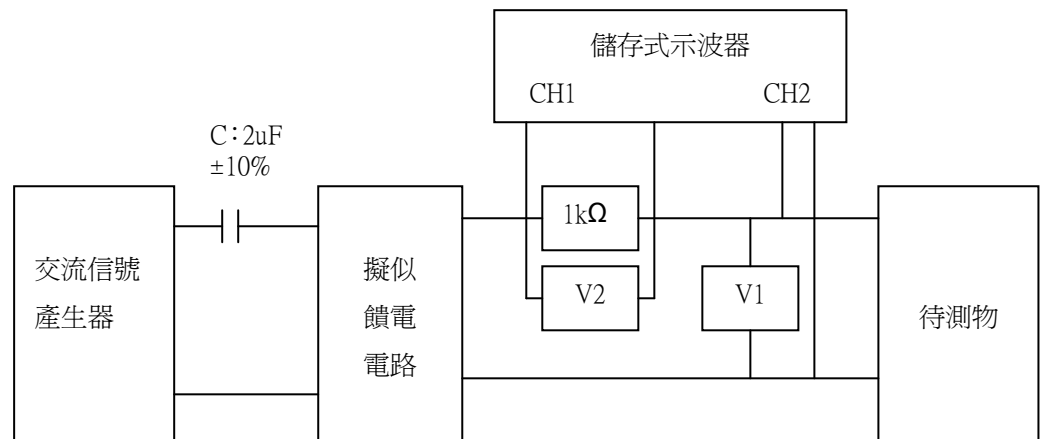 儲存式示波器
CH1
CH2
C：2uF
±10%
交流信號
產生器
擬似
饋電
電路
1kΩ
V2
V1
待測物